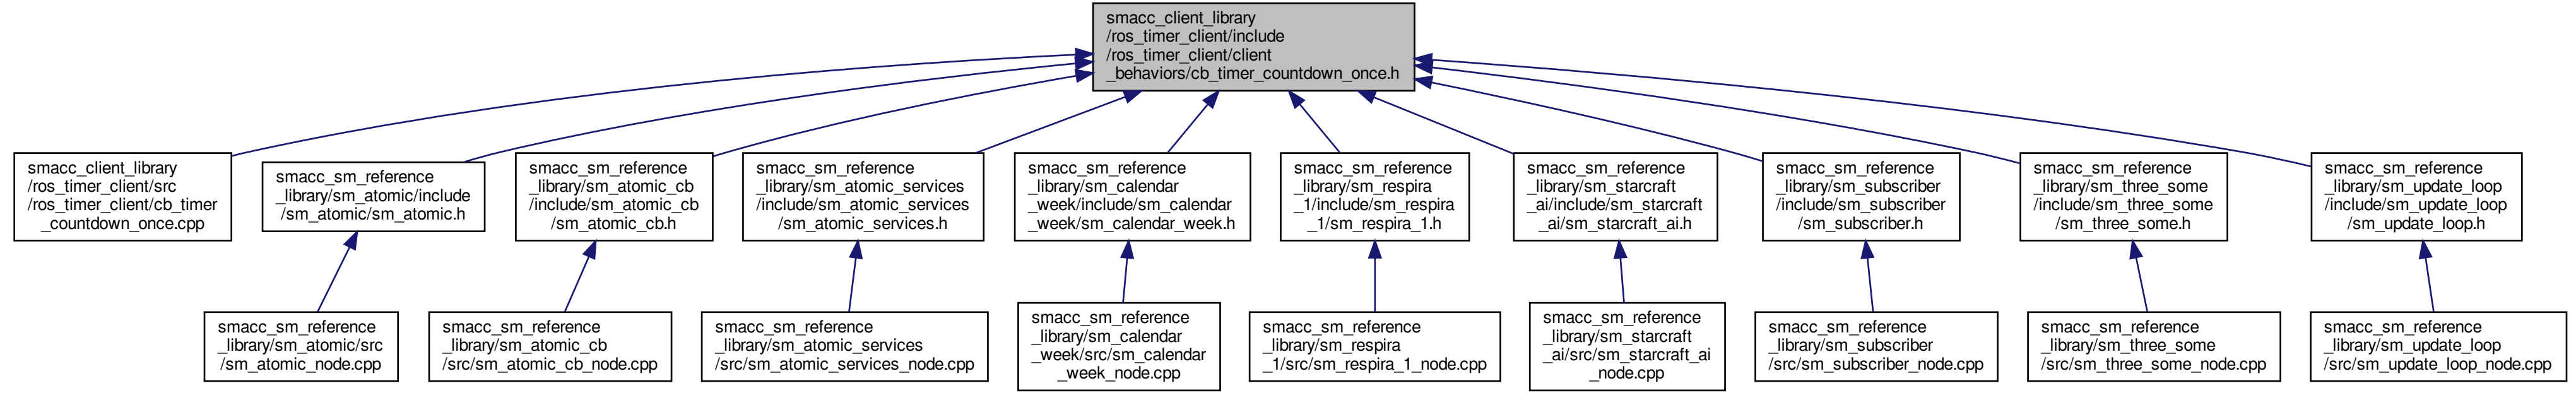 smacc_client_library
/ros_timer_client/include
/ros_timer_client/client
_behaviors/cb_timer_countdown_once.h
smacc_client_library
/ros_timer_client/src
/ros_timer_client/cb_timer
_countdown_once.cpp
smacc_sm_reference
_library/sm_atomic/include
/sm_atomic/sm_atomic.h
smacc_sm_reference
_library/sm_atomic_cb
/include/sm_atomic_cb
/sm_atomic_cb.h
smacc_sm_reference
_library/sm_atomic_services
/include/sm_atomic_services
/sm_atomic_services.h
smacc_sm_reference
_library/sm_calendar
_week/include/sm_calendar
_week/sm_calendar_week.h
smacc_sm_reference
_library/sm_respira
_1/include/sm_respira
_1/sm_respira_1.h
smacc_sm_reference
_library/sm_starcraft
_ai/include/sm_starcraft
_ai/sm_starcraft_ai.h
smacc_sm_reference
_library/sm_subscriber
/include/sm_subscriber
/sm_subscriber.h
smacc_sm_reference
_library/sm_three_some
/include/sm_three_some
/sm_three_some.h
smacc_sm_reference
_library/sm_update_loop
/include/sm_update_loop
/sm_update_loop.h
smacc_sm_reference
_library/sm_atomic/src
/sm_atomic_node.cpp
smacc_sm_reference
_library/sm_atomic_cb
/src/sm_atomic_cb_node.cpp
smacc_sm_reference
_library/sm_atomic_services
/src/sm_atomic_services_node.cpp
smacc_sm_reference
_library/sm_calendar
_week/src/sm_calendar
_week_node.cpp
smacc_sm_reference
_library/sm_respira
_1/src/sm_respira_1_node.cpp
smacc_sm_reference
_library/sm_starcraft
_ai/src/sm_starcraft_ai
_node.cpp
smacc_sm_reference
_library/sm_subscriber
/src/sm_subscriber_node.cpp
smacc_sm_reference
_library/sm_three_some
/src/sm_three_some_node.cpp
smacc_sm_reference
_library/sm_update_loop
/src/sm_update_loop_node.cpp